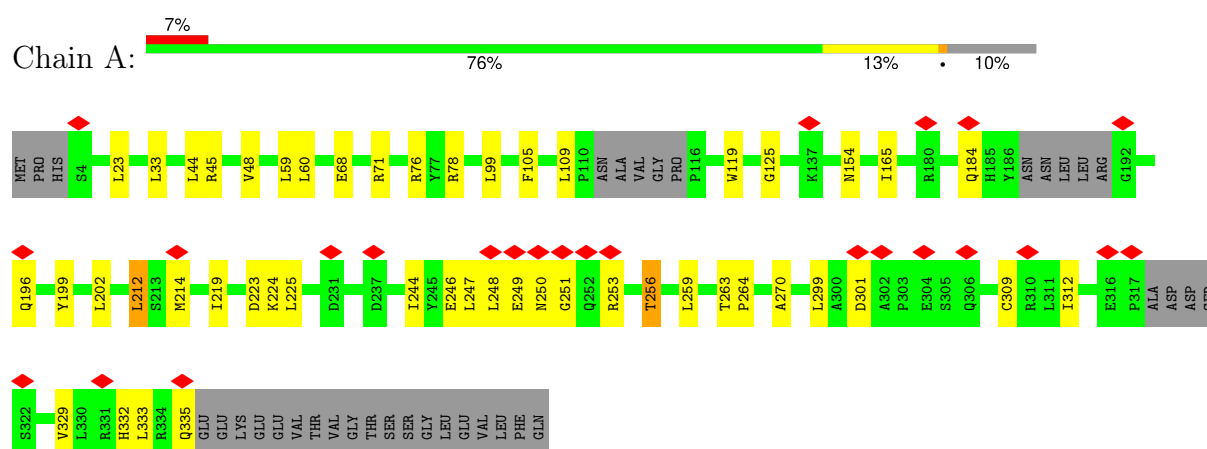 7%
Chain A:
76% 13% • 10%
MET PRO HIS S4 L23 L33 L44 R45 V48 L59 L60 E68 R71 R76 Y77 R78 L99 F105 L109 P110 ASN ALA VAL GLY PRO P116 W119 G125 K137 N154 I165 R180 Q184 H185 Y186 ASN ASN LEU LEU ARG G192
Q196 Y199 L202 L212 S213 M214 I219 D223 K224 L225 D231 D237 I244 Y245 E246 L247 L248 E249 N250 G251 Q252 R253 T256 L259 T263 P264 A270 L299 A300 D301 A302 P303 E304 S305 Q306 C309 R310 L311 I312 E316 P317 ALA ASP ASP
S322 V329 L330 R331 H332 L333 R334 Q335 GLU GLU LYS GLU GLU VAL THR VAL GLY THR SER SER GLY LEU GLU VAL LEU PHE GLN